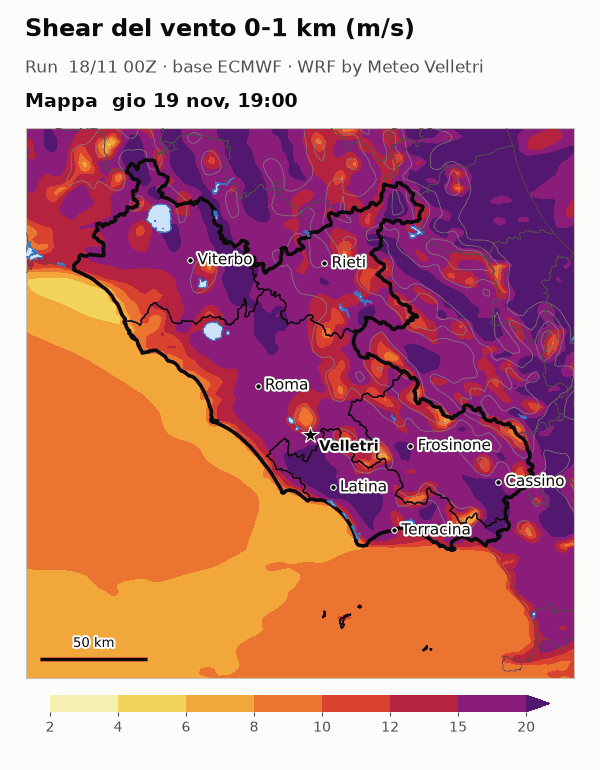 Shear del vento 0-1 km (m/s)
Run 18/11 00Z · base ECMWF · WRF by Meteo Velletri
Mappa gio 19 nov, 19:00
Viterbo
Rieti
Roma
Velletri
Frosinone
Latina
Cassino
Terracina
50 km
2 4 6 8 10 12 15 20